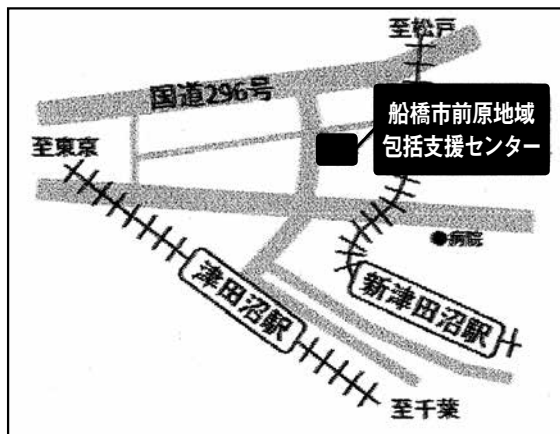 至松戸
国道296号
船橋市前原地域
包括支援センター
至東京
病院
津田沼駅
新津田沼駅
至千葉